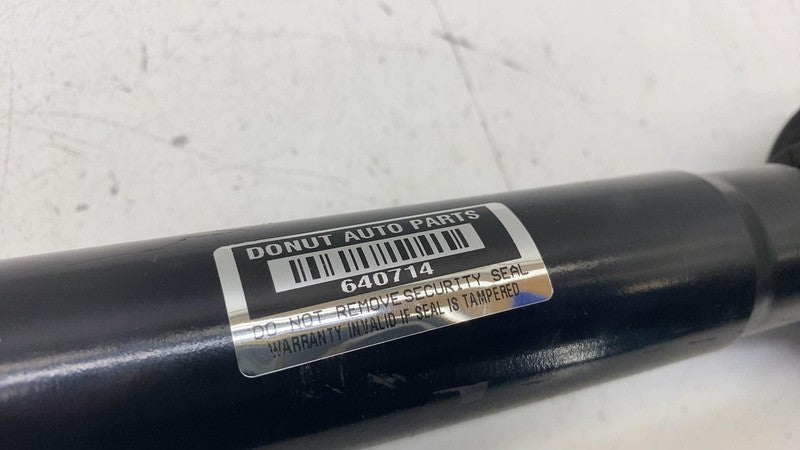 DONUT AUTO PARTS
640714
DO NOT REMOVE SECURITY SEAL
WARRANTY INVALID IF SEAL IS TAMPERED